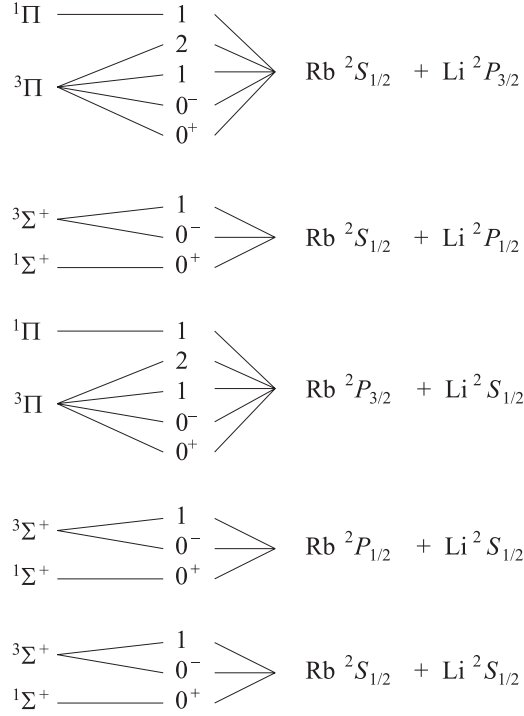 ¹Π 1
2
³Π 1 Rb ²S₁/₂ + Li ²P₃/₂
0⁻
0⁺
³Σ⁺ 1
0⁻ Rb ²S₁/₂ + Li ²P₁/₂
¹Σ⁺ 0⁺
¹Π 1
2
³Π 1 Rb ²P₃/₂ + Li ²S₁/₂
0⁻
0⁺
³Σ⁺ 1
0⁻ Rb ²P₁/₂ + Li ²S₁/₂
¹Σ⁺ 0⁺
³Σ⁺ 1
0⁻ Rb ²S₁/₂ + Li ²S₁/₂
¹Σ⁺ 0⁺